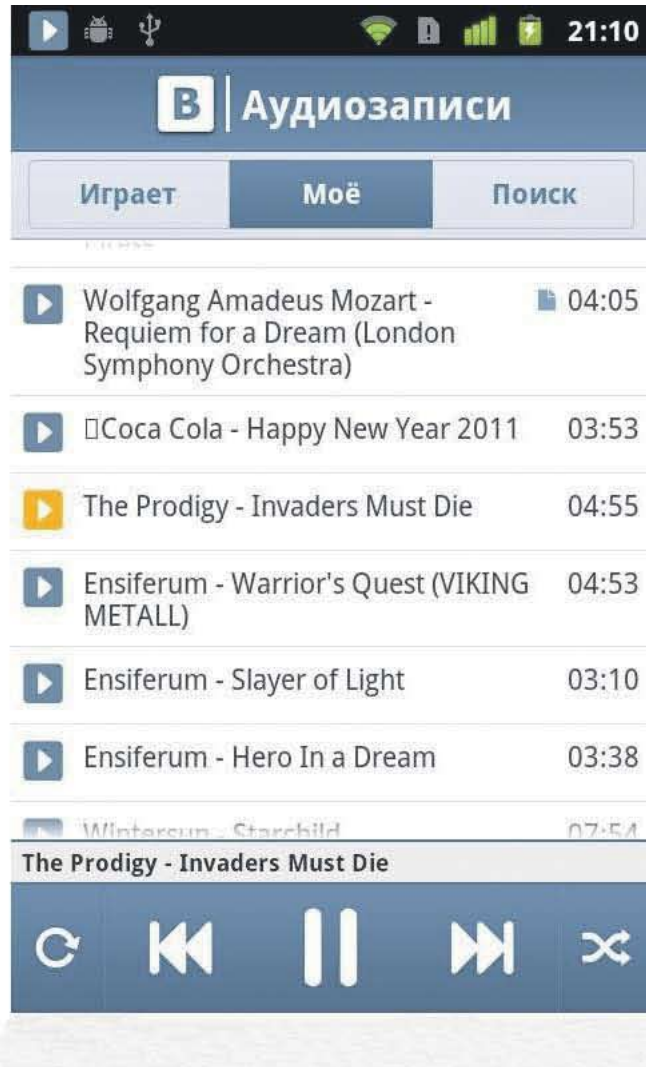 21:10
В Аудиозаписи
Играет Моё Поиск
Wolfgang Amadeus Mozart - 04:05
Requiem for a Dream (London
Symphony Orchestra)
Coca Cola - Happy New Year 2011 03:53
The Prodigy - Invaders Must Die 04:55
Ensiferum - Warrior's Quest (VIKING 04:53
METALL)
Ensiferum - Slayer of Light 03:10
Ensiferum - Hero In a Dream 03:38
Wintersun - Starchild 07:54
The Prodigy - Invaders Must Die